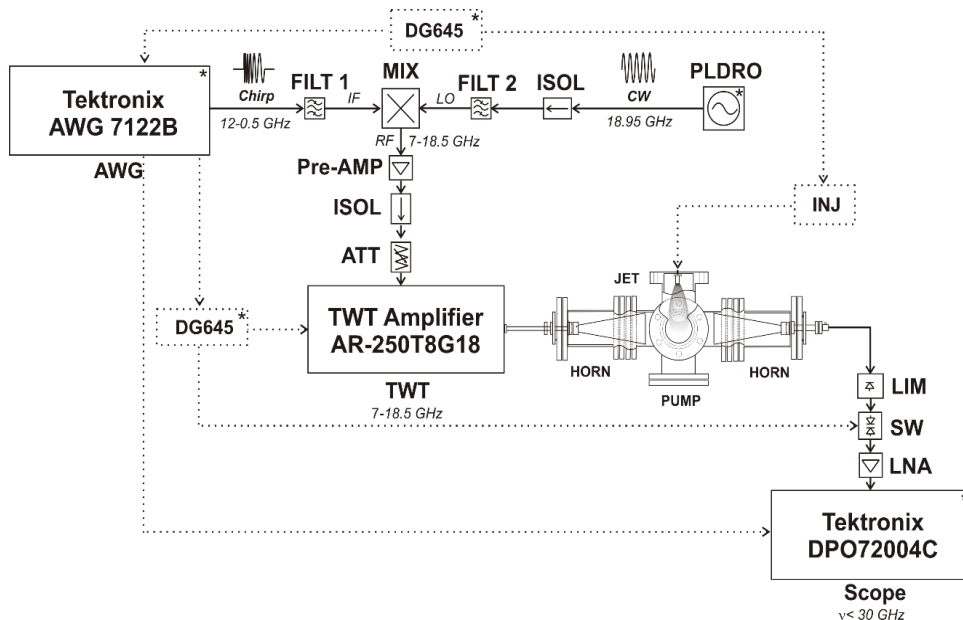 DG645 *
Tektronix
AWG 7122B
*
AWG
Chirp
12-0.5 GHz
FILT 1
IF
MIX
LO
FILT 2
ISOL
CW
18.95 GHz
PLDRO
*
RF
7-18.5 GHz
Pre-AMP
ISOL
ATT
INJ
DG645 *
TWT Amplifier
AR-250T8G18
TWT
7-18.5 GHz
JET
HORN
HORN
PUMP
LIM
SW
LNA
Tektronix
DPO72004C
*
Scope
ν< 30 GHz